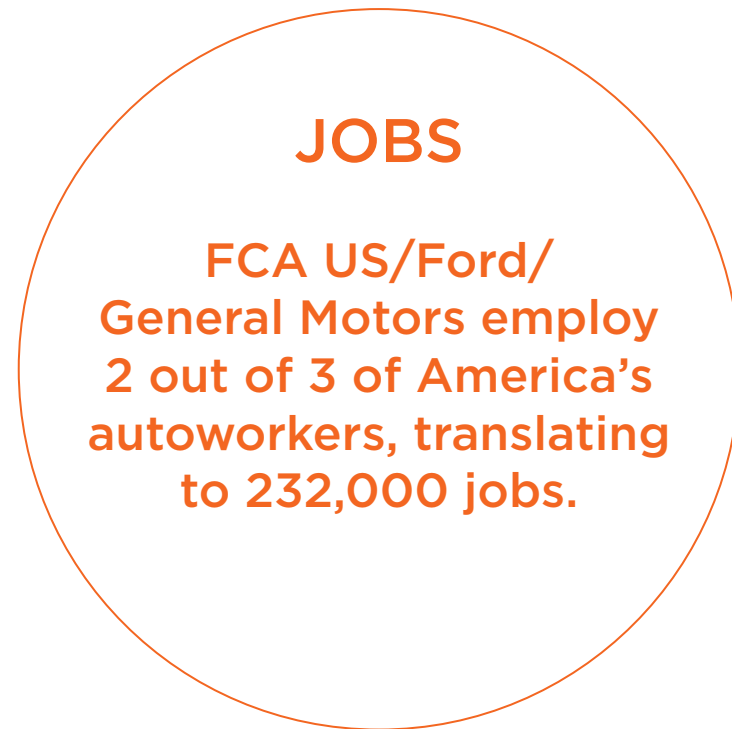 JOBS
FCA US/Ford/
General Motors employ
2 out of 3 of America’s
autoworkers, translating
to 232,000 jobs.